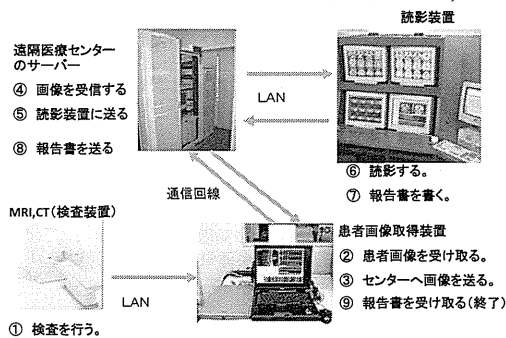 読影装置
遠隔医療センター
のサーバー
④ 画像を受信する
⑤ 読影装置に送る
⑧ 報告書を送る
LAN
⑥ 読影する。
⑦ 報告書を書く。
通信回線
MRI,CT(検査装置)
患者画像取得装置
② 患者画像を受け取る。
③ センターへ画像を送る。
⑨ 報告書を受け取る(終了)
LAN
① 検査を行う。